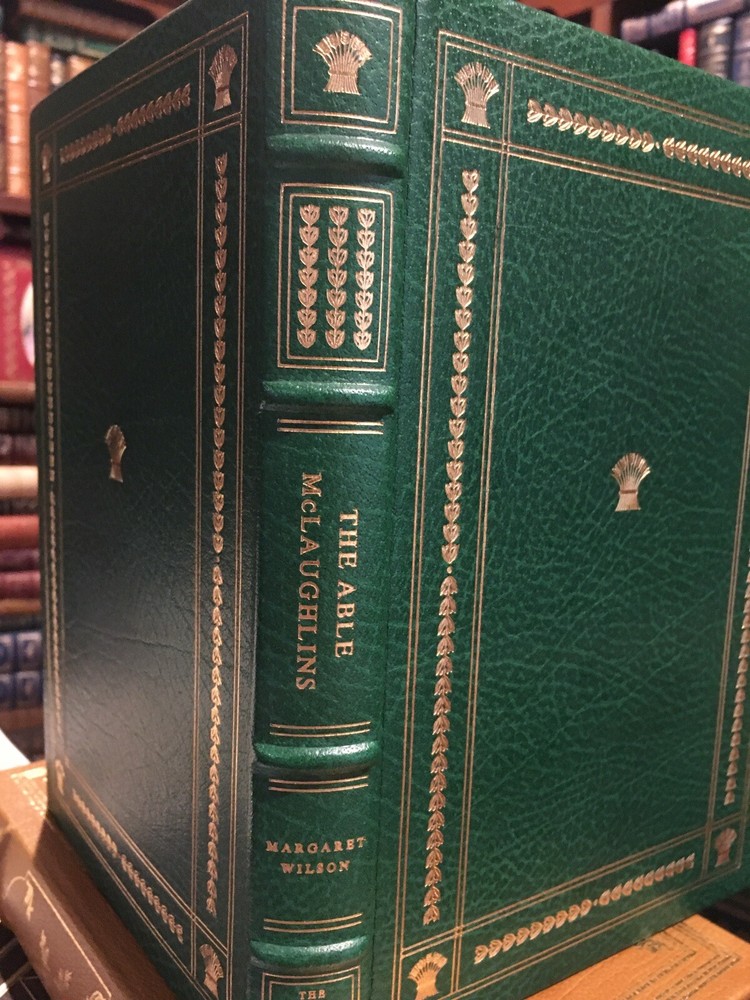 THE ABLE
McLAUGHLINS
MARGARET
WILSON
THE